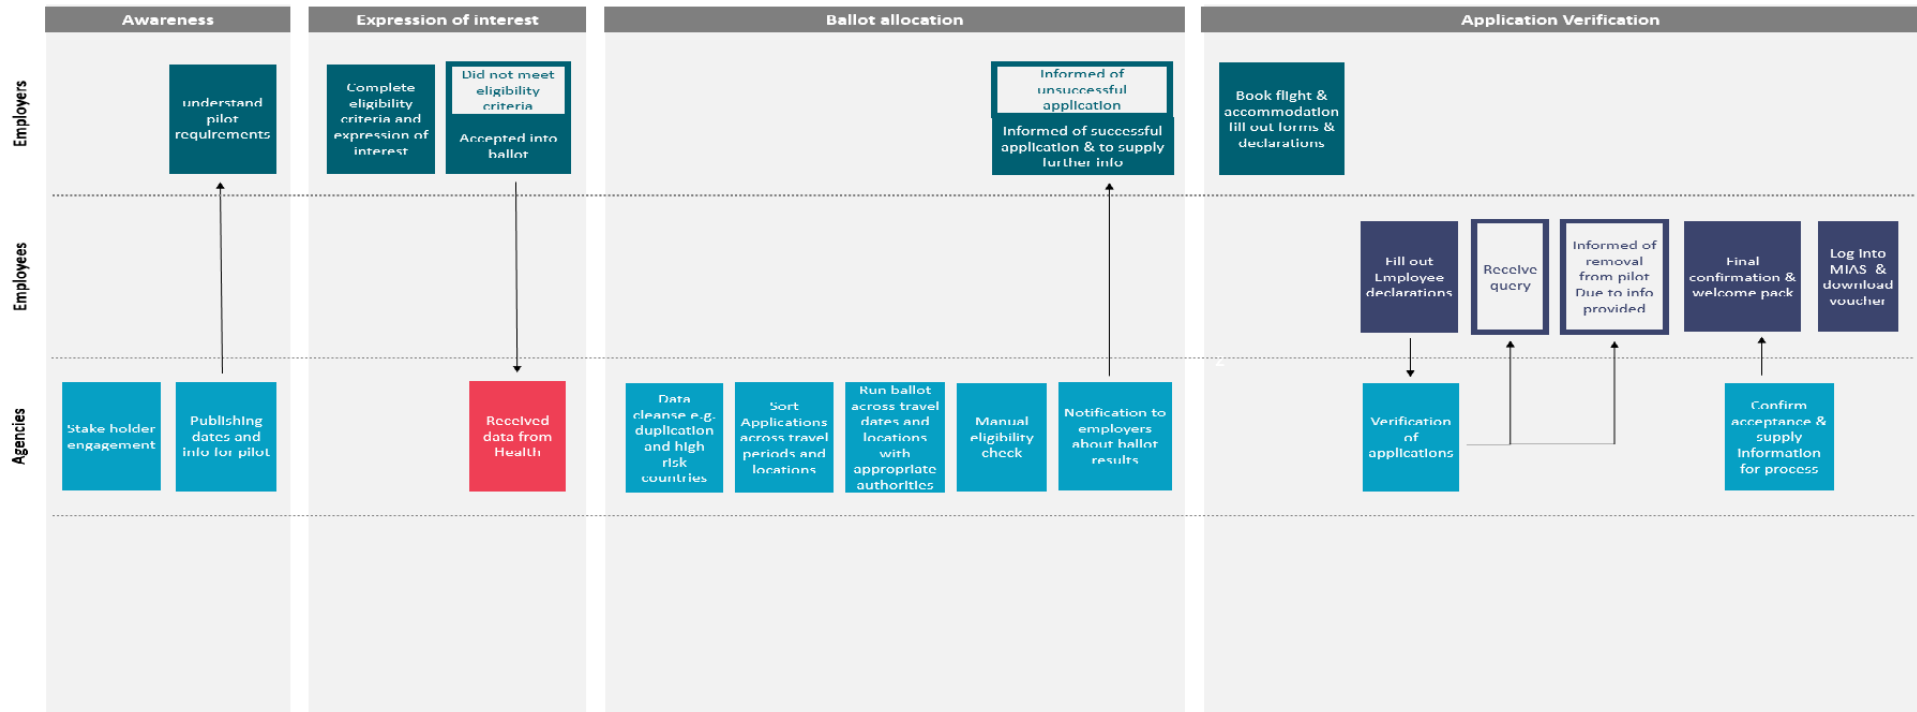 Awareness
Expression of interest
Ballot allocation
Application Verification
Employers
understand
pilot
requirements
Complete
eligibility
criteria and
expression of
interest
Did not meet
eligibility
criteria
Accepted into
ballot
Informed of
unsuccessful
application
Informed of successful
application & to supply
further info
Book flight &
accommodation
fill out forms &
declarations
Employees
Fill out
Employee
declarations
Receive
query
Informed of
removal
from pilot
Due to info
provided
Final
confirmation &
welcome pack
Log into
MIAS &
download
voucher
2
Agencies
Stake holder
engagement
Publishing
dates and
info for pilot
Received
data from
Health
Data
cleanse e.g.
duplication
and high
risk
countries
Sort
Applications
across travel
periods and
locations
Run ballot
across travel
dates and
locations
with
appropriate
authorities
Manual
eligibility
check
Notification to
employers
about ballot
results
Verification
of
applications
Confirm
acceptance &
supply
information
for process